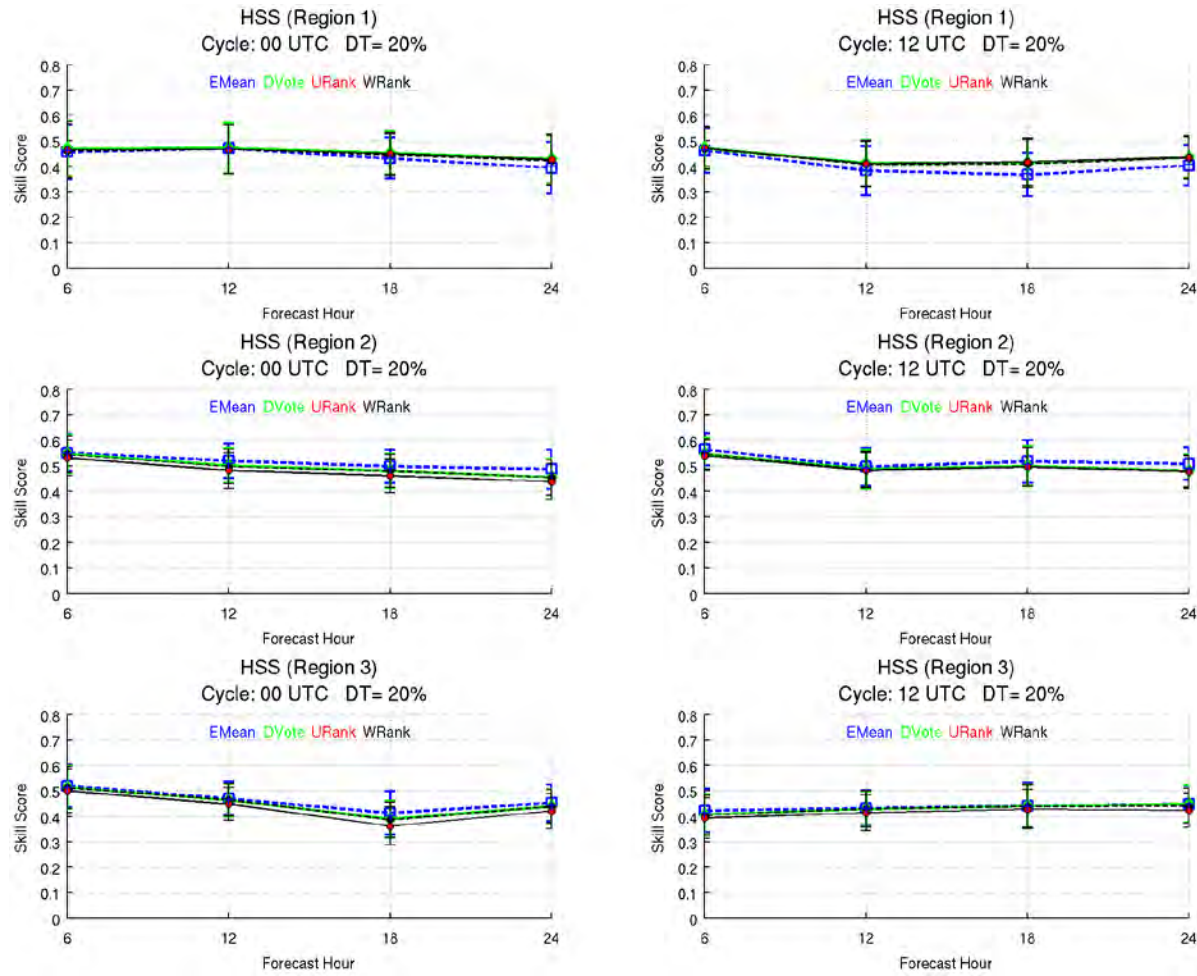 HSS (Region 1)
Cycle: 00 UTC DT= 20%
EMean DVote URank WRank
Skill Score
0.8
0.7
0.6
0.5
0.4
0.3
0.2
0.1
0
6 12 18 24
Forecast Hour
HSS (Region 1)
Cycle: 12 UTC DT= 20%
EMean DVote URank WRank
Skill Score
0.8
0.7
0.6
0.5
0.4
0.3
0.2
0.1
0
6 12 18 24
Forecast Hour
HSS (Region 2)
Cycle: 00 UTC DT= 20%
EMean DVote URank WRank
Skill Score
0.8
0.7
0.6
0.5
0.4
0.3
0.2
0.1
0
6 12 18 24
Forecast Hour
HSS (Region 2)
Cycle: 12 UTC DT= 20%
EMean DVote URank WRank
Skill Score
0.8
0.7
0.6
0.5
0.4
0.3
0.2
0.1
0
6 12 18 24
Forecast Hour
HSS (Region 3)
Cycle: 00 UTC DT= 20%
EMean DVote URank WRank
Skill Score
0.8
0.7
0.6
0.5
0.4
0.3
0.2
0.1
0
6 12 18 24
Forecast Hour
HSS (Region 3)
Cycle: 12 UTC DT= 20%
EMean DVote URank WRank
Skill Score
0.8
0.7
0.6
0.5
0.4
0.3
0.2
0.1
0
6 12 18 24
Forecast Hour